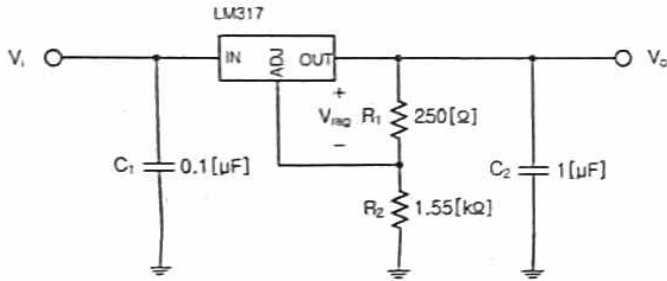 LM317
Vᵢ
IN
ADJ
OUT
Vₒ
+
Vreg
R₁
250[Ω]
−
C₁
0.1[μF]
R₂
1.55[kΩ]
C₂
1[μF]